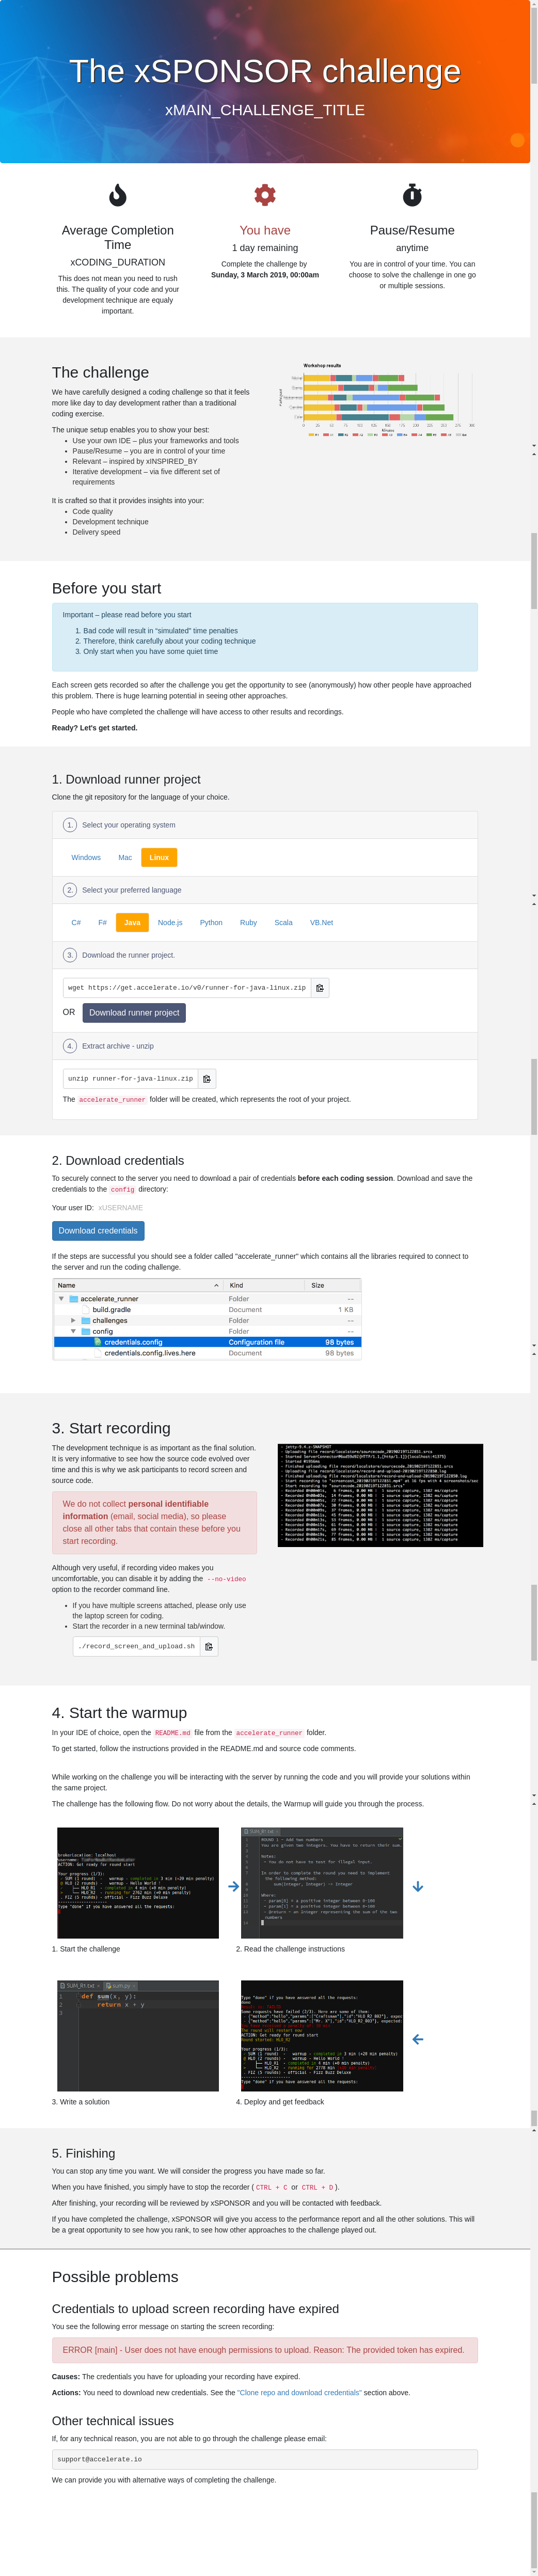 The xSPONSOR challenge
xMAIN_CHALLENGE_TITLE
Average Completion
Time
xCODING_DURATION
This does not mean you need to rush
this. The quality of your code and your
development technique are equaly
important.
You have
1 day remaining
Complete the challenge by
Sunday, 3 March 2019, 00:00am
Pause/Resume
anytime
You are in control of your time. You can
choose to solve the challenge in one go
or multiple sessions.
The challenge
We have carefully designed a coding challenge so that it feels
more like day to day development rather than a traditional
coding exercise.
The unique setup enables you to show your best:
• Use your own IDE – plus your frameworks and tools
• Pause/Resume – you are in control of your time
• Relevant – inspired by xINSPIRED_BY
• Iterative development – via five different set of
requirements
It is crafted so that it provides insights into your:
• Code quality
• Development technique
• Delivery speed
Workshop results
Before you start
Important – please read before you start
1. Bad code will result in “simulated” time penalties
2. Therefore, think carefully about your coding technique
3. Only start when you have some quiet time
Each screen gets recorded so after the challenge you get the opportunity to see (anonymously) how other people have approached
this problem. There is huge learning potential in seeing other approaches.
People who have completed the challenge will have access to other results and recordings.
Ready? Let's get started.
1. Download runner project
Clone the git repository for the language of your choice.
1. Select your operating system
Windows Mac Linux
2. Select your preferred language
C# F# Java Node.js Python Ruby Scala VB.Net
3. Download the runner project.
wget https://get.accelerate.io/v0/runner-for-java-linux.zip
OR Download runner project
4. Extract archive - unzip
unzip runner-for-java-linux.zip
The accelerate_runner folder will be created, which represents the root of your project.
2. Download credentials
To securely connect to the server you need to download a pair of credentials before each coding session. Download and save the
credentials to the config directory:
Your user ID: xUSERNAME
Download credentials
If the steps are successful you should see a folder called "accelerate_runner" which contains all the libraries required to connect to
the server and run the coding challenge.
Name Kind Size
accelerate_runner Folder --
build.gradle Document 1 KB
challenges Folder --
config Folder --
credentials.config Configuration file 98 bytes
credentials.config.lives.here Document 98 bytes
3. Start recording
The development technique is as important as the final solution.
It is very informative to see how the source code evolved over
time and this is why we ask participants to record screen and
source code.
We do not collect personal identifiable
information (email, social media), so please
close all other tabs that contain these before you
start recording.
Although very useful, if recording video makes you
uncomfortable, you can disable it by adding the --no-video
option to the recorder command line.
• If you have multiple screens attached, please only use
the laptop screen for coding.
• Start the recorder in a new terminal tab/window.
./record_screen_and_upload.sh
4. Start the warmup
In your IDE of choice, open the README.md file from the accelerate_runner folder.
To get started, follow the instructions provided in the README.md and source code comments.
While working on the challenge you will be interacting with the server by running the code and you will provide your solutions within
the same project.
The challenge has the following flow. Do not worry about the details, the Warmup will guide you through the process.
1. Start the challenge
2. Read the challenge instructions
SUM_R1.txt sum.py
1 def sum(x, y):
2 return x + y
3
3. Write a solution
4. Deploy and get feedback
5. Finishing
You can stop any time you want. We will consider the progress you have made so far.
When you have finished, you simply have to stop the recorder ( CTRL + C or CTRL + D ).
After finishing, your recording will be reviewed by xSPONSOR and you will be contacted with feedback.
If you have completed the challenge, xSPONSOR will give you access to the performance report and all the other solutions. This will
be a great opportunity to see how you rank, to see how other approaches to the challenge played out.
Possible problems
Credentials to upload screen recording have expired
You see the following error message on starting the screen recording:
ERROR [main] - User does not have enough permissions to upload. Reason: The provided token has expired.
Causes: The credentials you have for uploading your recording have expired.
Actions: You need to download new credentials. See the "Clone repo and download credentials" section above.
Other technical issues
If, for any technical reason, you are not able to go through the challenge please email:
support@accelerate.io
We can provide you with alternative ways of completing the challenge.